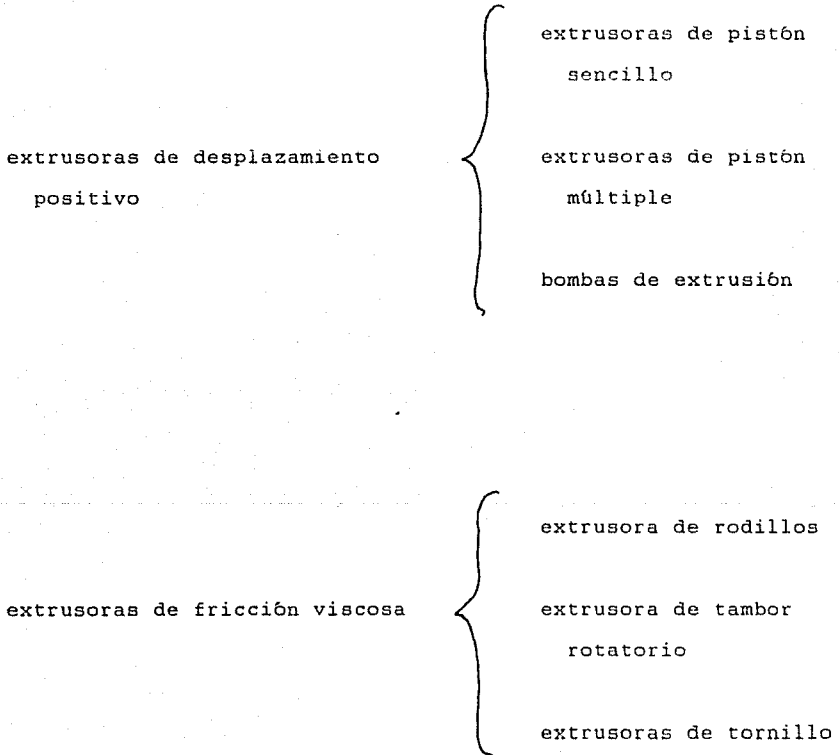 extrusoras de pistón
sencillo
extrusoras de desplazamiento
positivo
extrusoras de pistón
múltiple
bombas de extrusión
extrusora de rodillos
extrusoras de fricción viscosa
extrusora de tambor
rotatorio
extrusoras de tornillo